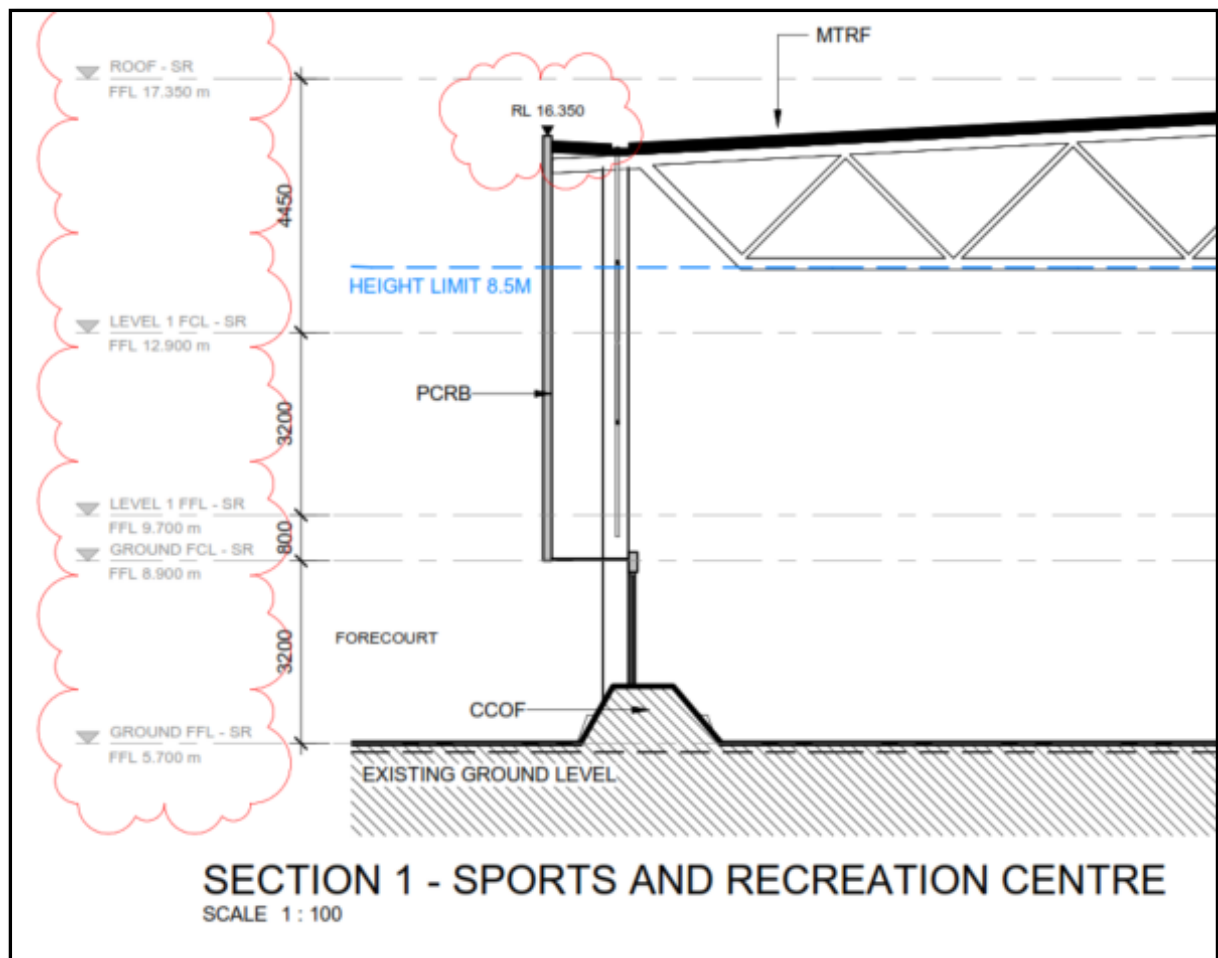 MTRF
ROOF - SR
FFL 17.350 m
RL 16.350
4450
HEIGHT LIMIT 8.5M
LEVEL 1 FCL - SR
FFL 12.900 m
PCRB
3200
LEVEL 1 FFL - SR
FFL 9.700 m
800
GROUND FCL - SR
FFL 8.900 m
3200
FORECOURT
CCOF
GROUND FFL - SR
FFL 5.700 m
EXISTING GROUND LEVEL
SECTION 1 - SPORTS AND RECREATION CENTRE
SCALE 1 : 100